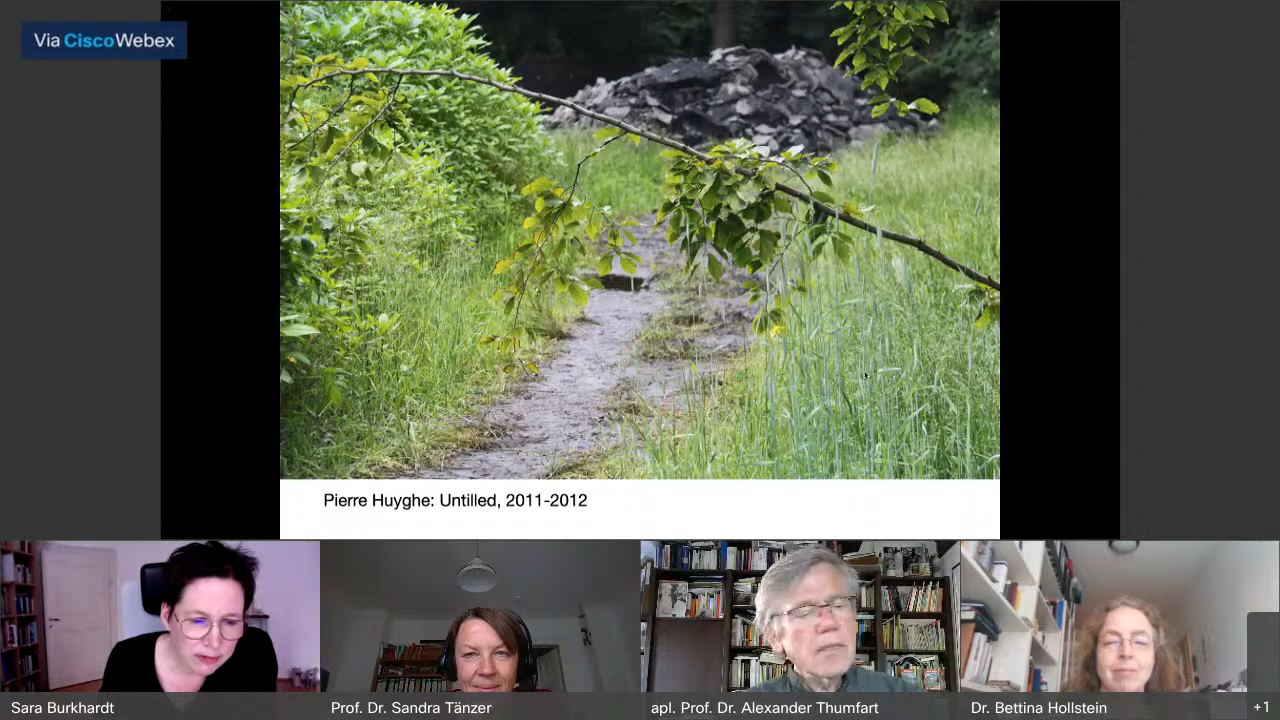 Via CiscoWebex
Pierre Huyghe: Untilled, 2011-2012
Sara Burkhardt
Prof. Dr. Sandra Tänzer
apl. Prof. Dr. Alexander Thumfart
Dr. Bettina Hollstein
+1